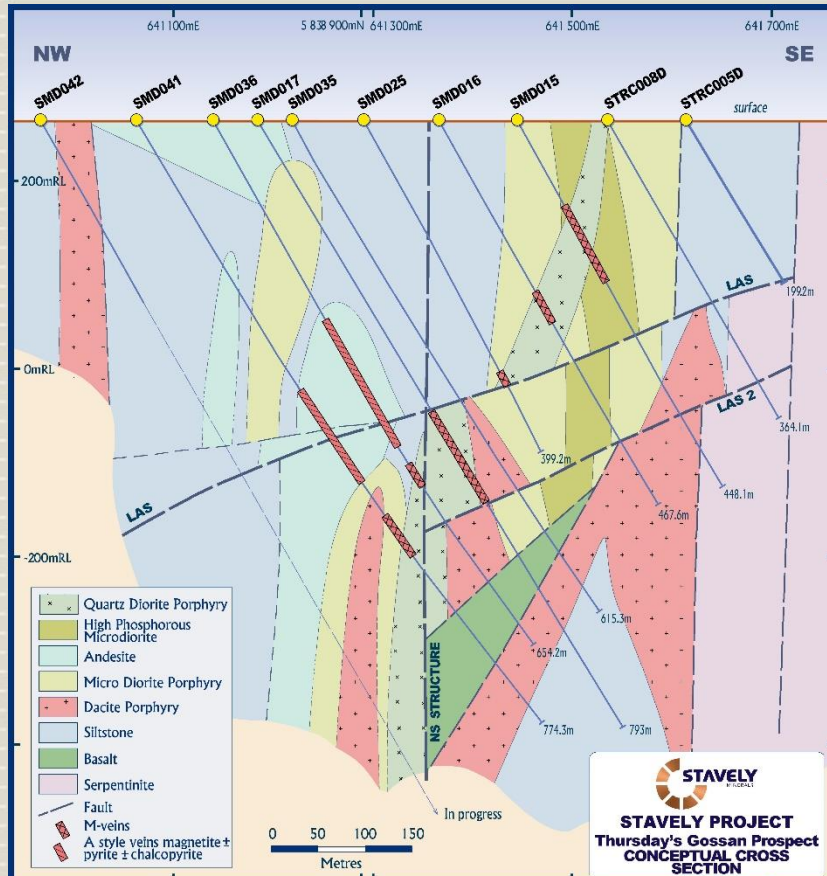 641 100mE
5 838 900mN
641 300mE
641 500mE
641 700mE
NW
SE
SMD042
SMD041
SMD036
SMD017
SMD035
SMD025
SMD016
SMD015
STRC008D
STRC005D
surface
200mRL
LAS
199.2m
0mRL
LAS 2
364.1m
399.2m
448.1m
467.6m
LAS
-200mRL
615.3m
654.2m
NS STRUCTURE
774.3m
793m
In progress
Quartz Diorite Porphyry
High Phosphorous
Microdiorite
Andesite
Micro Diorite Porphyry
Dacite Porphyry
Siltstone
Basalt
Serpentinite
Fault
M-veins
A style veins magnetite ±
pyrite ± chalcopyrite
0 50 100 150
Metres
STAVELY
MINERALS
STAVELY PROJECT
Thursday's Gossan Prospect
CONCEPTUAL CROSS
SECTION